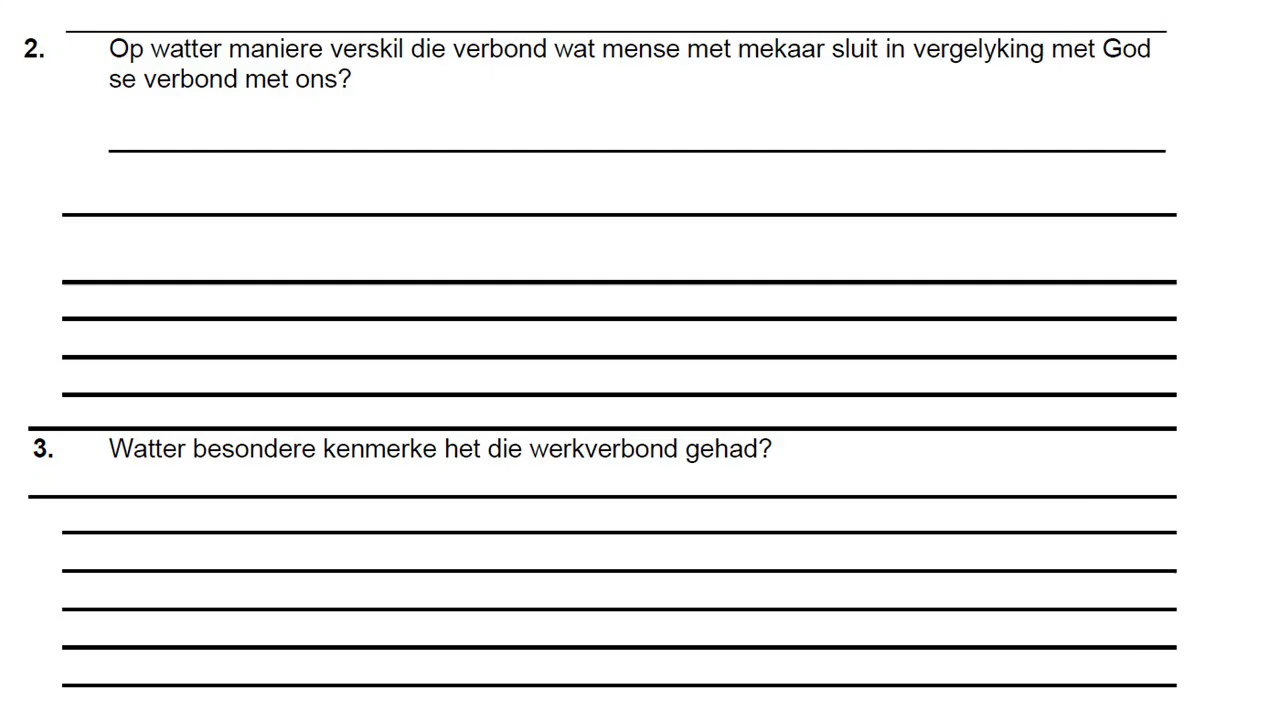 2. Op watter maniere verskil die verbond wat mense met mekaar sluit in vergelyking met God
se verbond met ons?
3. Watter besondere kenmerke het die werkverbond gehad?